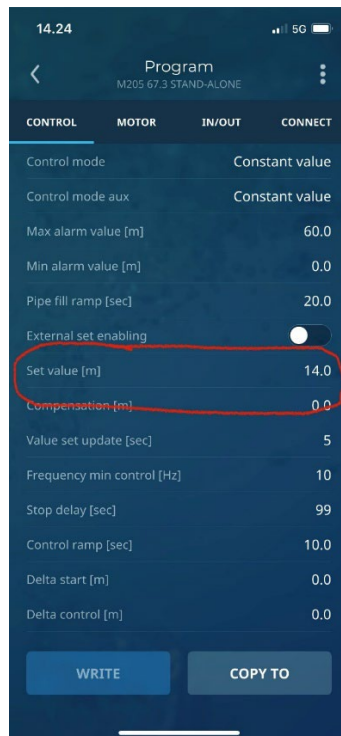 14.24 5G
Program
M205 67.3 STAND-ALONE
CONTROL MOTOR IN/OUT CONNECT
Control mode Constant value
Control mode aux Constant value
Max alarm value [m] 60.0
Min alarm value [m] 0.0
Pipe fill ramp [sec] 20.0
External set enabling
Set value [m] 14.0
Compensation [m] 0.0
Value set update [sec] 5
Frequency min control [Hz] 10
Stop delay [sec] 99
Control ramp [sec] 10.0
Delta start [m] 0.0
Delta control [m] 0.0
WRITE COPY TO